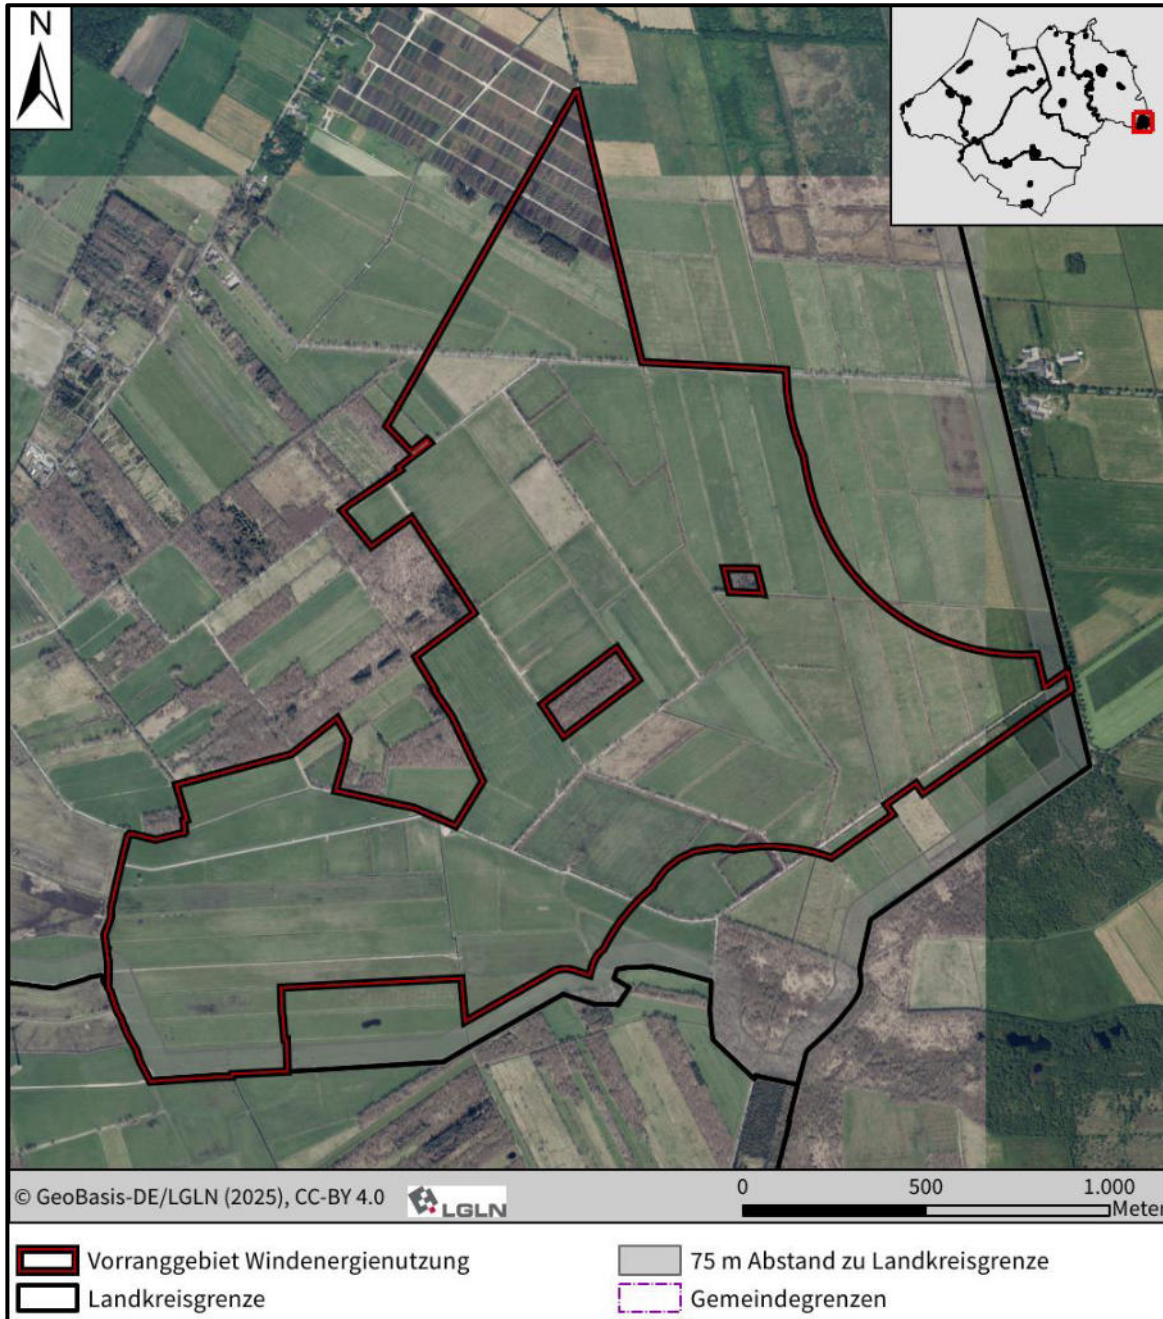 N
© GeoBasis-DE/LGLN (2025), CC-BY 4.0
LGLN
0 500 1.000
Meter
Vorranggebiet Windenergienutzung
75 m Abstand zu Landkreisgrenze
Landkreisgrenze
Gemeindegrenzen